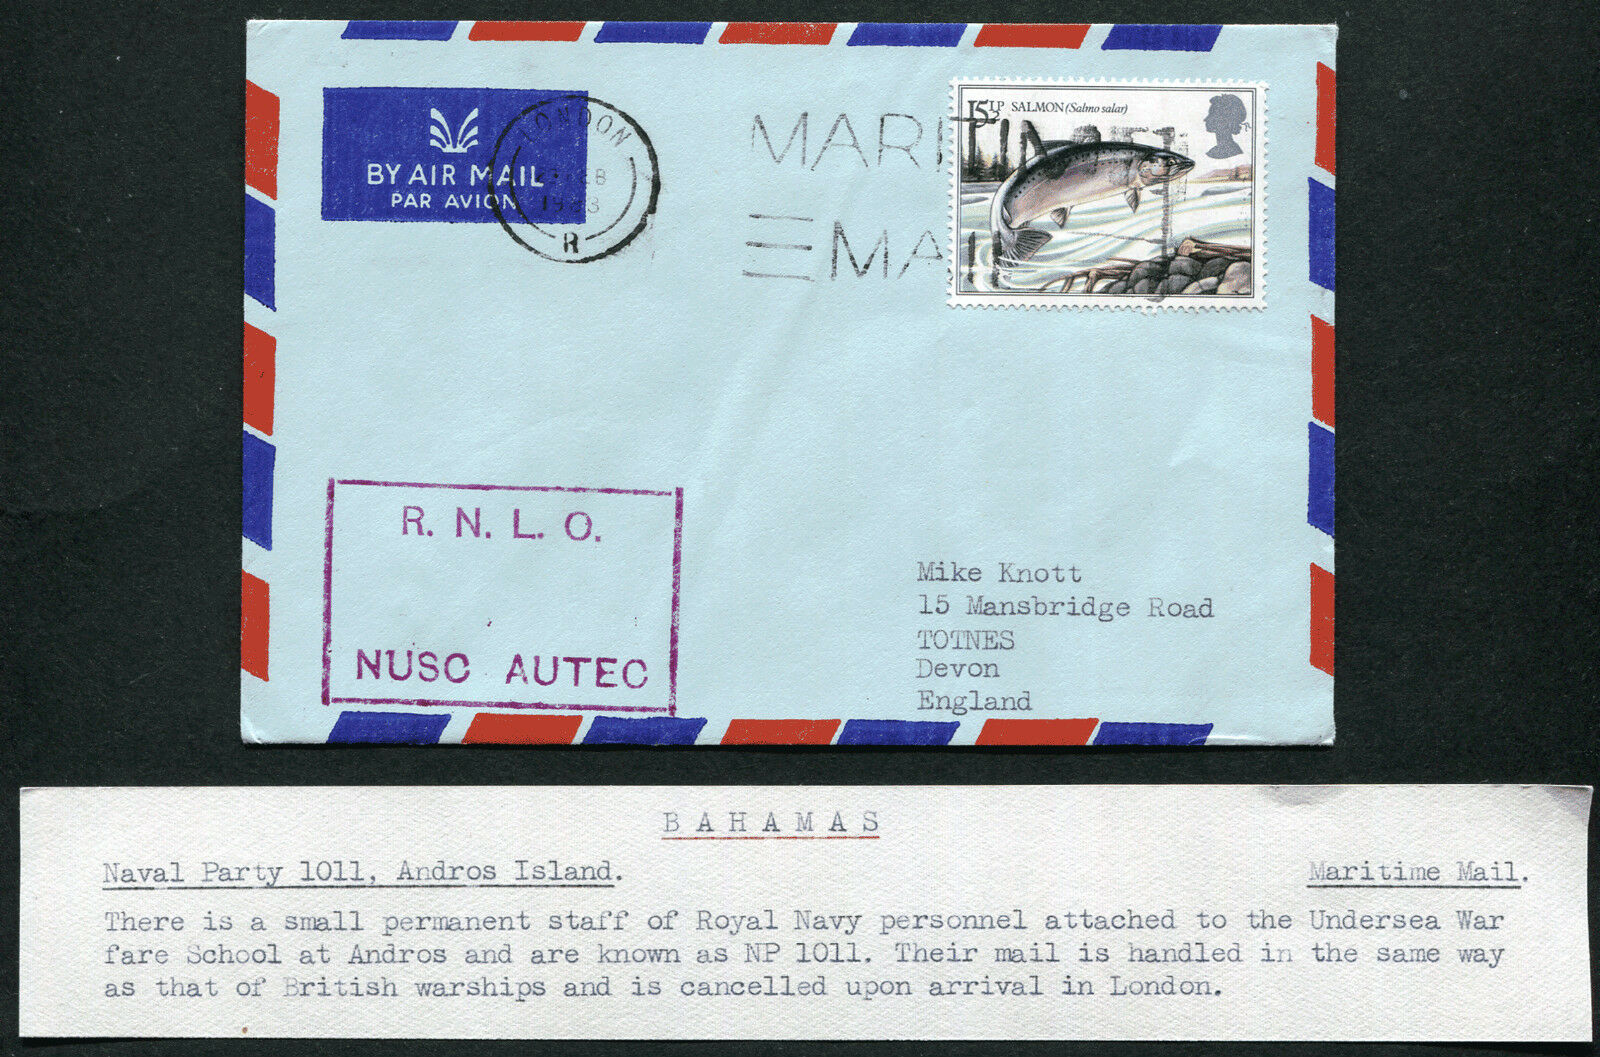 BY AIR MAIL
PAR AVION
LONDON
1983
R
MARITIME
MAIL
15½P SALMON (Salmo salar)
R. N. L. O.
NUSC AUTEC
Mike Knott
15 Mansbridge Road
TOTNES
Devon
England
BAHAMAS
Naval Party 1011, Andros Island.
Maritime Mail.
There is a small permanent staff of Royal Navy personnel attached to the Undersea War
fare School at Andros and are known as NP 1011. Their mail is handled in the same way
as that of British warships and is cancelled upon arrival in London.